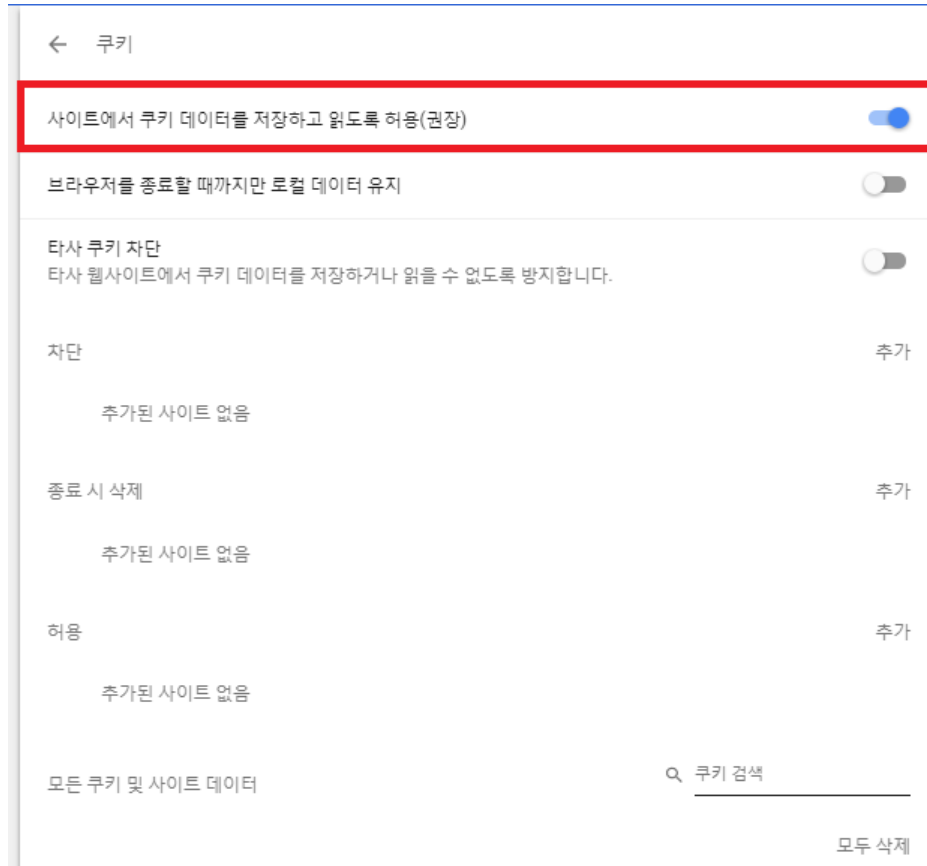 쿠키
사이트에서 쿠키 데이터를 저장하고 읽도록 허용(권장)
브라우저를 종료할 때까지만 로컬 데이터 유지
타사 쿠키 차단
타사 웹사이트에서 쿠키 데이터를 저장하거나 읽을 수 없도록 방지합니다.
차단 추가
추가된 사이트 없음
종료 시 삭제 추가
추가된 사이트 없음
허용 추가
추가된 사이트 없음
모든 쿠키 및 사이트 데이터 쿠키 검색
모두 삭제